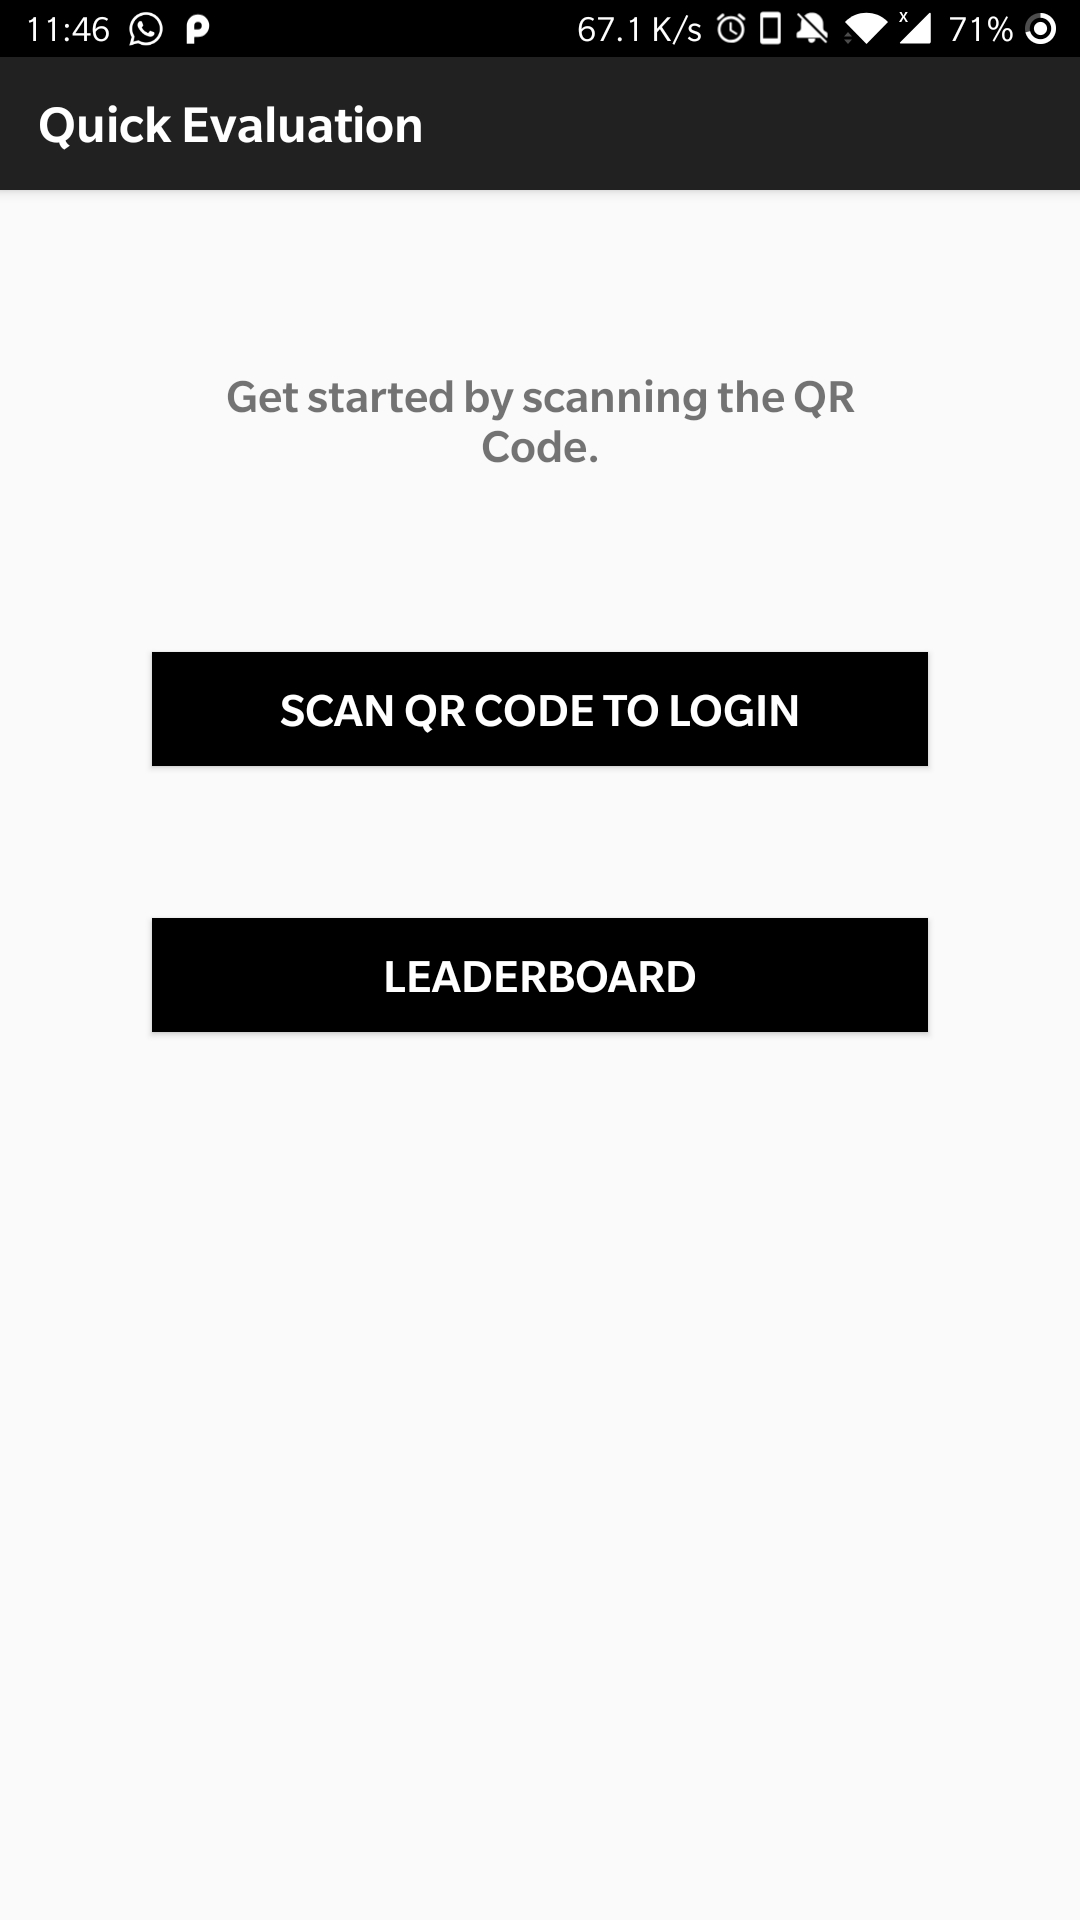 11:46 67.1 K/s x 71%
Quick Evaluation
Get started by scanning the QR
Code.
SCAN QR CODE TO LOGIN
LEADERBOARD